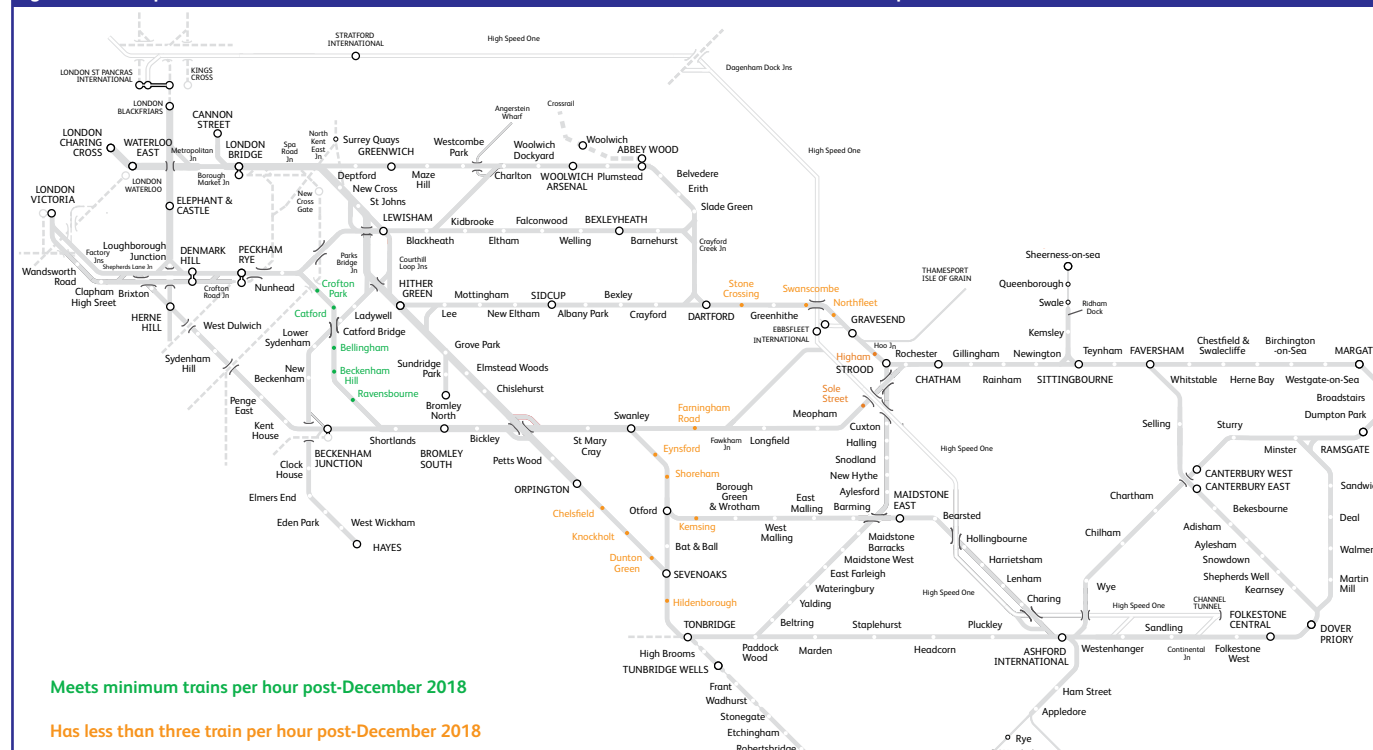 STRATFORD
INTERNATIONAL
High Speed One
Dagenham Dock Jns
LONDON ST PANCRAS
INTERNATIONAL
KINGS
CROSS
LONDON
BLACKFRIARS
CANNON
STREET
Angerstein
Wharf
Crossrail
LONDON
CHARING
CROSS
WATERLOO
EAST
Metropolitan
Jn
LONDON
BRIDGE
Spa
Road
Jn
North
Kent
East
Jn
Surrey Quays
GREENWICH
Westcombe
Park
Woolwich
Dockyard
Woolwich
ABBEY WOOD
High Speed One
LONDON
WATERLOO
Borough
Market Jn
Deptford
Maze
Hill
Charlton
WOOLWICH
ARSENAL
Plumstead
Belvedere
Erith
Slade Green
LONDON
VICTORIA
ELEPHANT &
CASTLE
New
Cross
Gate
New Cross
St Johns
LEWISHAM
Kidbrooke
Falconwood
BEXLEYHEATH
Blackheath
Eltham
Welling
Barnehurst
Crayford
Creek Jn
Loughborough
Junction
DENMARK
HILL
PECKHAM
RYE
Factory
Jns
Shepherds Lane Jn
Wandsworth
Road
Clapham
High Sreet
Brixton
Crofton
Road Jn
Nunhead
Parks
Bridge
Jn
Courthill
Loop Jns
HITHER
GREEN
Crofton
Park
Catford
Ladywell
Catford Bridge
Mottingham
SIDCUP
Bexley
Lee
New Eltham
Albany Park
Crayford
DARTFORD
Stone
Crossing
Swanscombe
Greenhithe
Northfleet
EBBSFLEET
INTERNATIONAL
GRAVESEND
THAMESPORT
ISLE OF GRAIN
Sheerness-on-sea
Queenborough
Swale
Ridham
Dock
Kemsley
HERNE
HILL
West Dulwich
Lower
Sydenham
Bellingham
Grove Park
Hoo Jn
Higham
STROOD
Rochester
Gillingham
Newington
Teynham
FAVERSHAM
Chestfield &
Swalecliffe
Birchington
-on-Sea
MARGAT
CHATHAM
Rainham
SITTINGBOURNE
Whitstable
Herne Bay
Westgate-on-Sea
Sydenham
Hill
New
Beckenham
Beckenham
Hill
Sundridge
Park
Elmstead Woods
Chislehurst
Ravensbourne
Bromley
North
Farningham
Road
Sole
Street
Meopham
Broadstairs
Dumpton Park
Penge
East
Kent
House
Swanley
Cuxton
Halling
Selling
Sturry
BECKENHAM
JUNCTION
Shortlands
BROMLEY
SOUTH
Bickley
St Mary
Cray
Fawkham
Jn
Longfield
Minster
RAMSGATE
Petts Wood
Eynsford
Snodland
High Speed One
Clock
House
Shoreham
New Hythe
CANTERBURY WEST
CANTERBURY EAST
ORPINGTON
Borough
Green
& Wrotham
East
Malling
Aylesford
Barming
MAIDSTONE
EAST
Bearsted
Chartham
Bekesbourne
Sandwic
Elmers End
Otford
Chelsfield
Kemsing
West
Malling
Deal
Eden Park
West Wickham
Knockholt
Maidstone
Barracks
Hollingbourne
Chilham
Adisham
HAYES
Dunton
Green
Bat & Ball
Maidstone West
Harrietsham
Aylesham
Walmer
SEVENOAKS
East Farleigh
Lenham
Snowdown
Wateringbury
High Speed One
Charing
Wye
Shepherds Well
Kearnsey
Martin
Mill
Hildenborough
Yalding
High Speed One
CHANNEL
TUNNEL
TONBRIDGE
Beltring
Staplehurst
Pluckley
Sandling
FOLKESTONE
CENTRAL
DOVER
PRIORY
High Brooms
Paddock
Wood
Marden
Headcorn
ASHFORD
INTERNATIONAL
Westenhanger
Continental
Jn
Folkestone
West
TUNBRIDGE WELLS
Frant
Wadhurst
Stonegate
Etchingham
Robertsbridge
Ham Street
Appledore
Rye
Meets minimum trains per hour post-December 2018
Has less than three train per hour post-December 2018